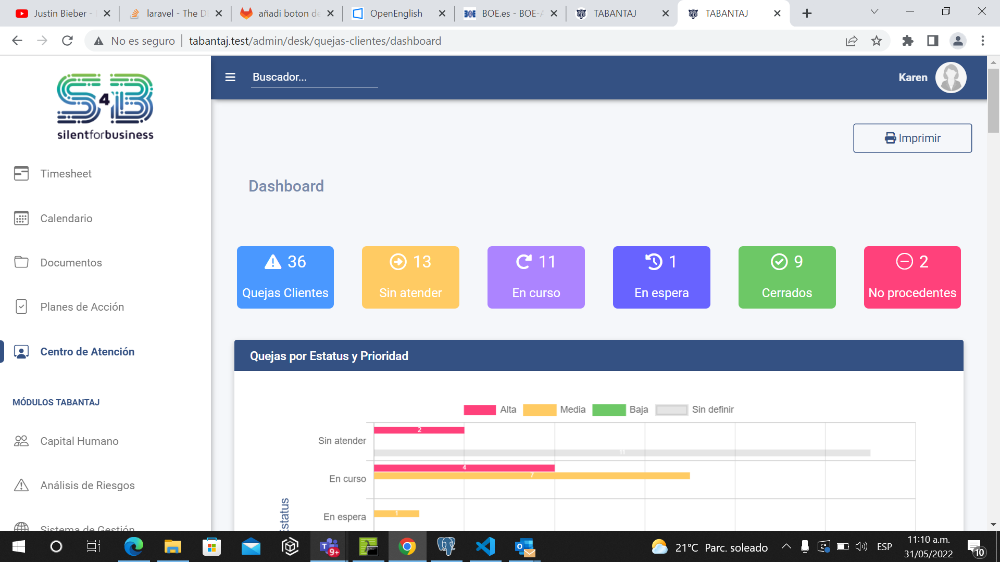 Justin Bieber -
laravel - The D
añadi boton de
OpenEnglish
BOE.es - BOE-A
TABANTAJ
TABANTAJ
No es seguro
tabantaj.test/admin/desk/quejas-clientes/dashboard
S4B
silentforbusiness
Buscador...
Karen
Imprimir
Timesheet
Calendario
Documentos
Planes de Acción
Centro de Atención
MÓDULOS TABANTAJ
Capital Humano
Análisis de Riesgos
Sistema de Gestión
Dashboard
36
Quejas Clientes
13
Sin atender
11
En curso
1
En espera
9
Cerrados
2
No procedentes
Quejas por Estatus y Prioridad
Alta
Media
Baja
Sin definir
Sin atender
2
11
En curso
4
7
En espera
1
Estatus
9+
21°C Parc. soleado
ESP
11:10 a.m.
31/05/2022
10